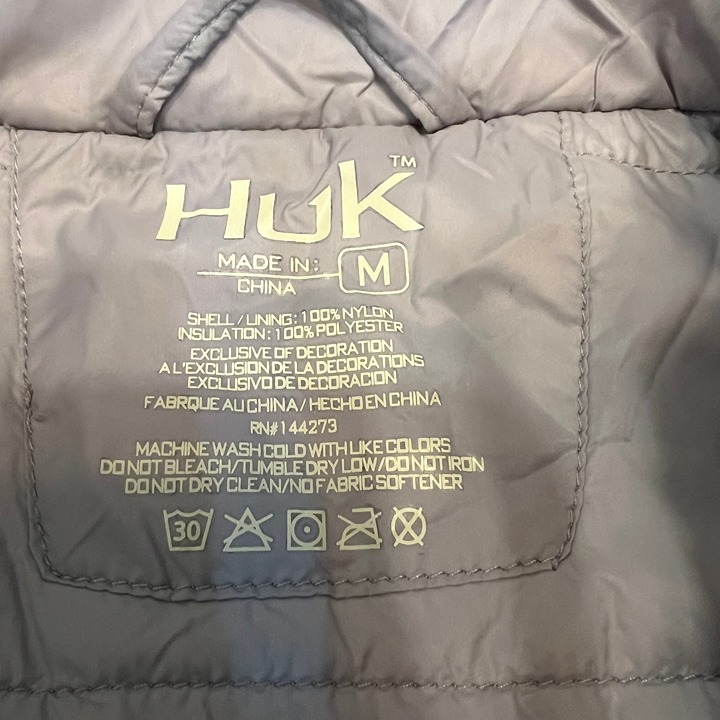 HUK™
MADE IN: M
CHINA
SHELL/LINING: 100% NYLON
INSULATION: 100% POLYESTER
EXCLUSIVE OF DECORATION
A L'EXCLUSION DE LA DECORATIONS
EXCLUSIVO DE DECORACION
FABRQUE AU CHINA/HECHO EN CHINA
RN#144273
MACHINE WASH COLD WITH LIKE COLORS
DO NOT BLEACH/TUMBLE DRY LOW/DO NOT IRON
DO NOT DRY CLEAN/NO FABRIC SOFTENER
30